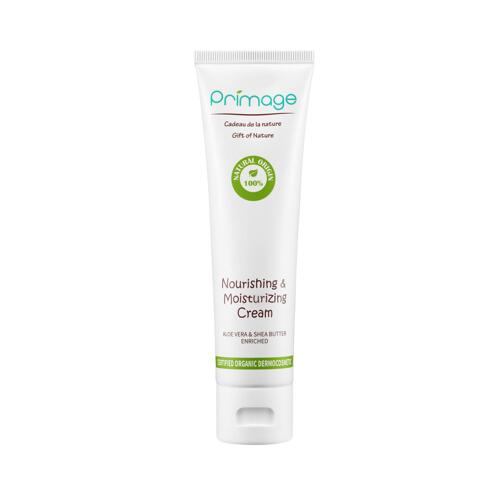 Primage
Cadeau de la nature
Gift of Nature
NATURAL ORIGIN
100%
Nourishing &
Moisturizing
Cream
ALOE VERA & SHEA BUTTER
ENRICHED
CERTIFIED ORGANIC DERMOCOSMETIC